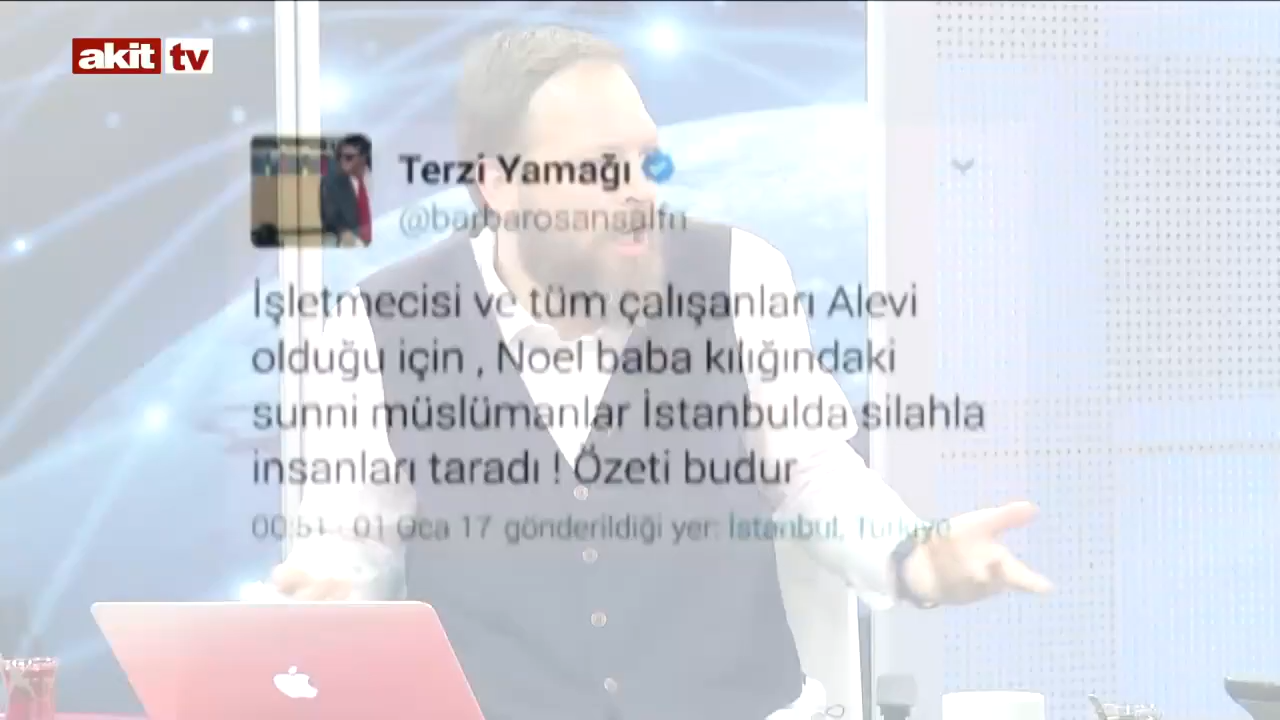 akit tv
Terzi Yamağı
@barbarosansalfn
İşletmecisi ve tüm çalışanları Alevi
olduğu için , Noel baba kılığındaki
sunni müslümanlar İstanbulda silahla
insanları taradı ! Özeti budur
00:51 · 01 Oca 17 gönderildiği yer: İstanbul, Türkiye